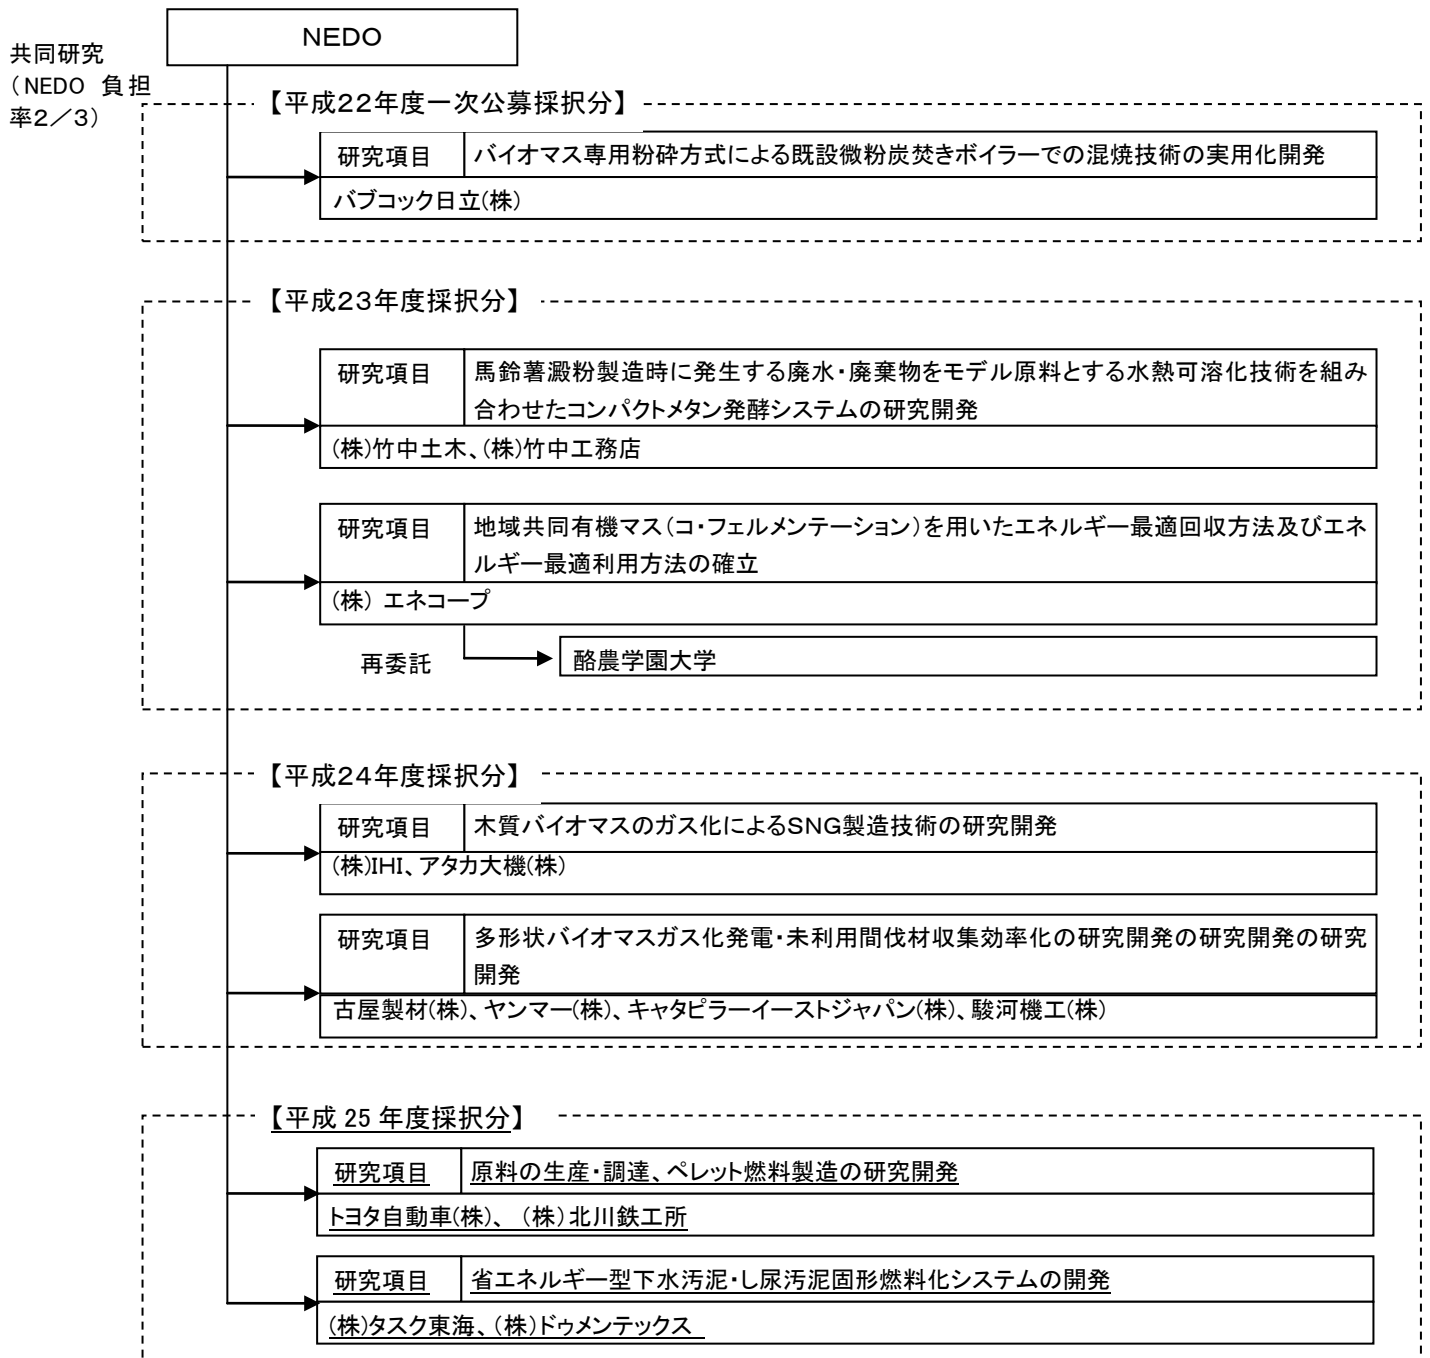 NEDO
共同研究
(NEDO 負担
率2/3)
【平成22年度一次公募採択分】
研究項目 バイオマス専用粉砕方式による既設微粉炭焚きボイラーでの混焼技術の実用化開発
バブコック日立(株)
【平成23年度採択分】
研究項目 馬鈴薯澱粉製造時に発生する廃水・廃棄物をモデル原料とする水熱可溶化技術を組み
合わせたコンパクトメタン発酵システムの研究開発
(株)竹中土木、(株)竹中工務店
研究項目 地域共同有機マス(コ・フェルメンテーション)を用いたエネルギー最適回収方法及びエネ
ルギー最適利用方法の確立
(株) エネコープ
再委託 酪農学園大学
【平成24年度採択分】
研究項目 木質バイオマスのガス化によるSNG製造技術の研究開発
(株)IHI、アタカ大機(株)
研究項目 多形状バイオマスガス化発電・未利用間伐材収集効率化の研究開発の研究開発の研究
開発
古屋製材(株)、ヤンマー(株)、キャタピラーイーストジャパン(株)、駿河機工(株)
【平成 25 年度採択分】
研究項目 原料の生産・調達、ペレット燃料製造の研究開発
トヨタ自動車(株)、 (株)北川鉄工所
研究項目 省エネルギー型下水汚泥・し尿汚泥固形燃料化システムの開発
(株)タスク東海、(株)ドゥメンテックス